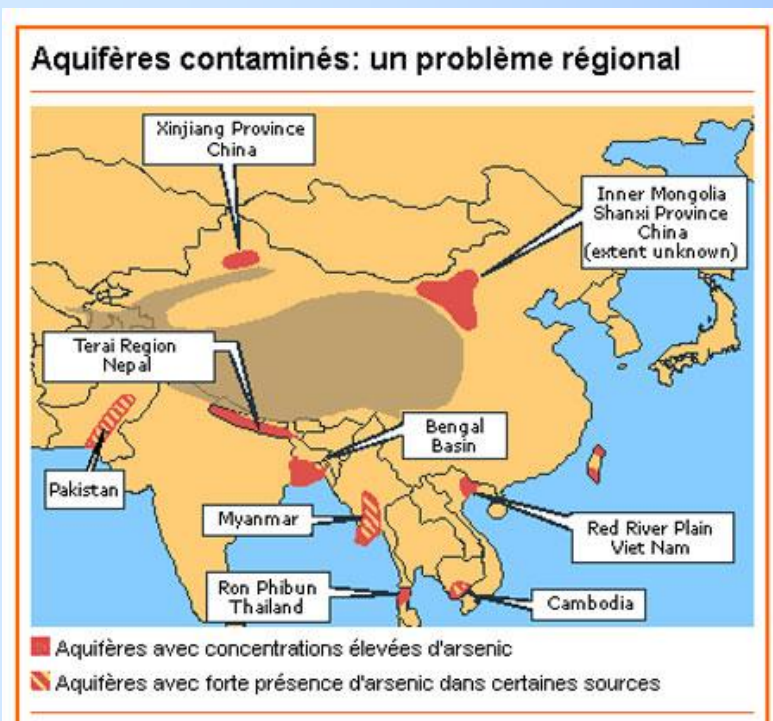 Aquifères contaminés: un problème régional
Xinjiang Province
China
Inner Mongolia
Shanxi Province
China
(extent unknown)
Terai Region
Nepal
Bengal
Basin
Pakistan
Myanmar
Red River Plain
Viet Nam
Ron Phibun
Thailand
Cambodia
Aquifères avec concentrations élevées d'arsenic
Aquifères avec forte présence d'arsenic dans certaines sources